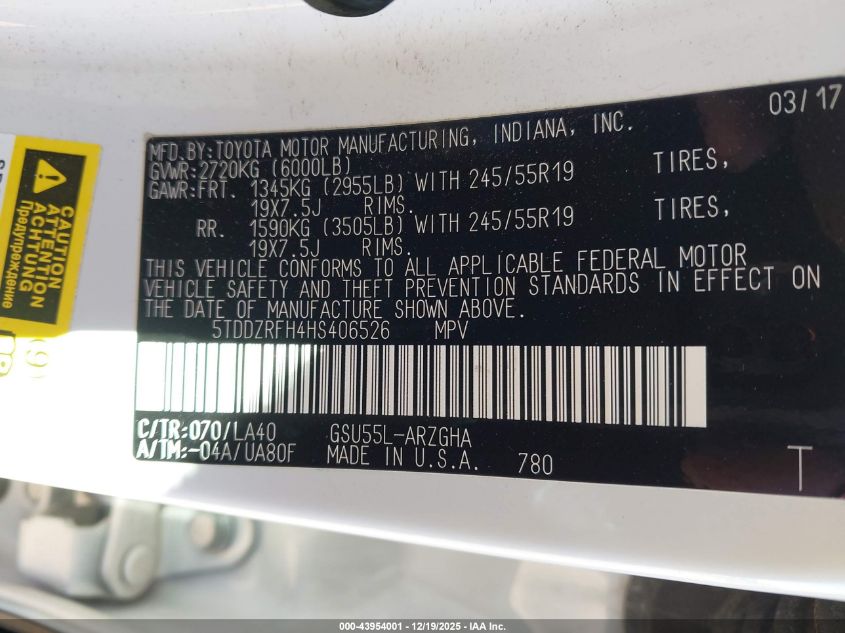 03/17
MFD.BY:TOYOTA MOTOR MANUFACTURING, INDIANA, INC.
GVWR:2720KG (6000LB)
GAWR:FRT. 1345KG (2955LB) WITH 245/55R19 TIRES,
19X7.5J RIMS.
RR. 1590KG (3505LB) WITH 245/55R19 TIRES,
19X7.5J RIMS.
THIS VEHICLE CONFORMS TO ALL APPLICABLE FEDERAL MOTOR
VEHICLE SAFETY AND THEFT PREVENTION STANDARDS IN EFFECT ON
THE DATE OF MANUFACTURE SHOWN ABOVE.
5TDDZRFH4HS406526 MPV
C/TR:070/LA40 GSU55L-ARZGHA
A/TM:-04A/UA80F MADE IN U.S.A. 780
T
CAUTION
ATTENTION
ACHTUNG
Предупреждение
(9)
000-43954001 - 12/19/2025 - IAA Inc.